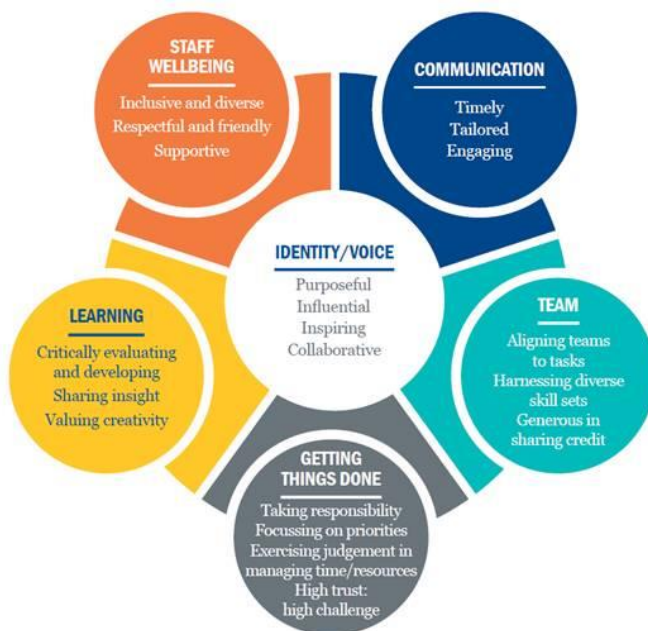 STAFF
WELLBEING
Inclusive and diverse
Respectful and friendly
Supportive
COMMUNICATION
Timely
Tailored
Engaging
IDENTITY/VOICE
Purposeful
Influential
Inspiring
Collaborative
LEARNING
Critically evaluating
and developing
Sharing insight
Valuing creativity
TEAM
Aligning teams
to tasks
Harnessing diverse
skill sets
Generous in
sharing credit
GETTING
THINGS DONE
Taking responsibility
Focussing on priorities
Exercising judgement in
managing time/resources
High trust:
high challenge